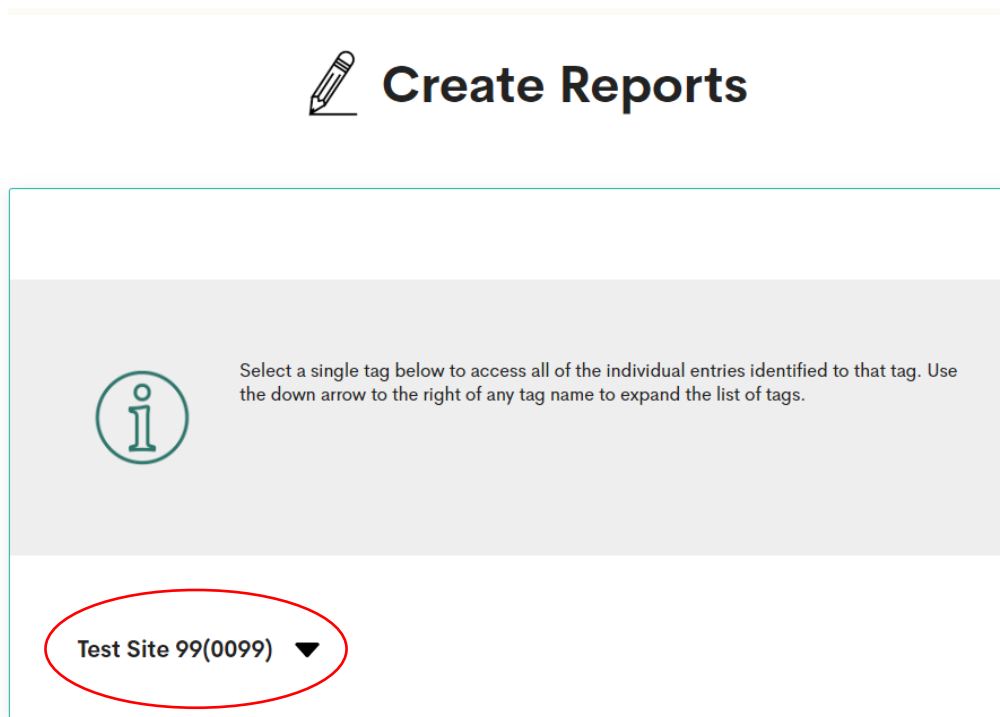 Create Reports
Select a single tag below to access all of the individual entries identified to that tag. Use
the down arrow to the right of any tag name to expand the list of tags.
Test Site 99(0099)